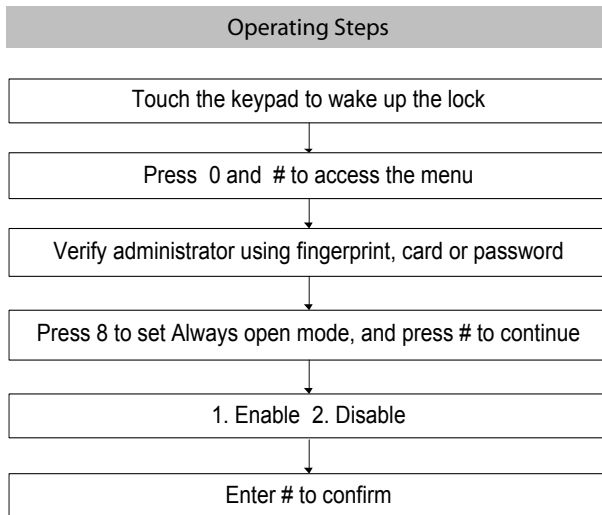 Operating Steps
Touch the keypad to wake up the lock
Press 0 and # to access the menu
Verify administrator using fingerprint, card or password
Press 8 to set Always open mode, and press # to continue
1. Enable 2. Disable
Enter # to confirm